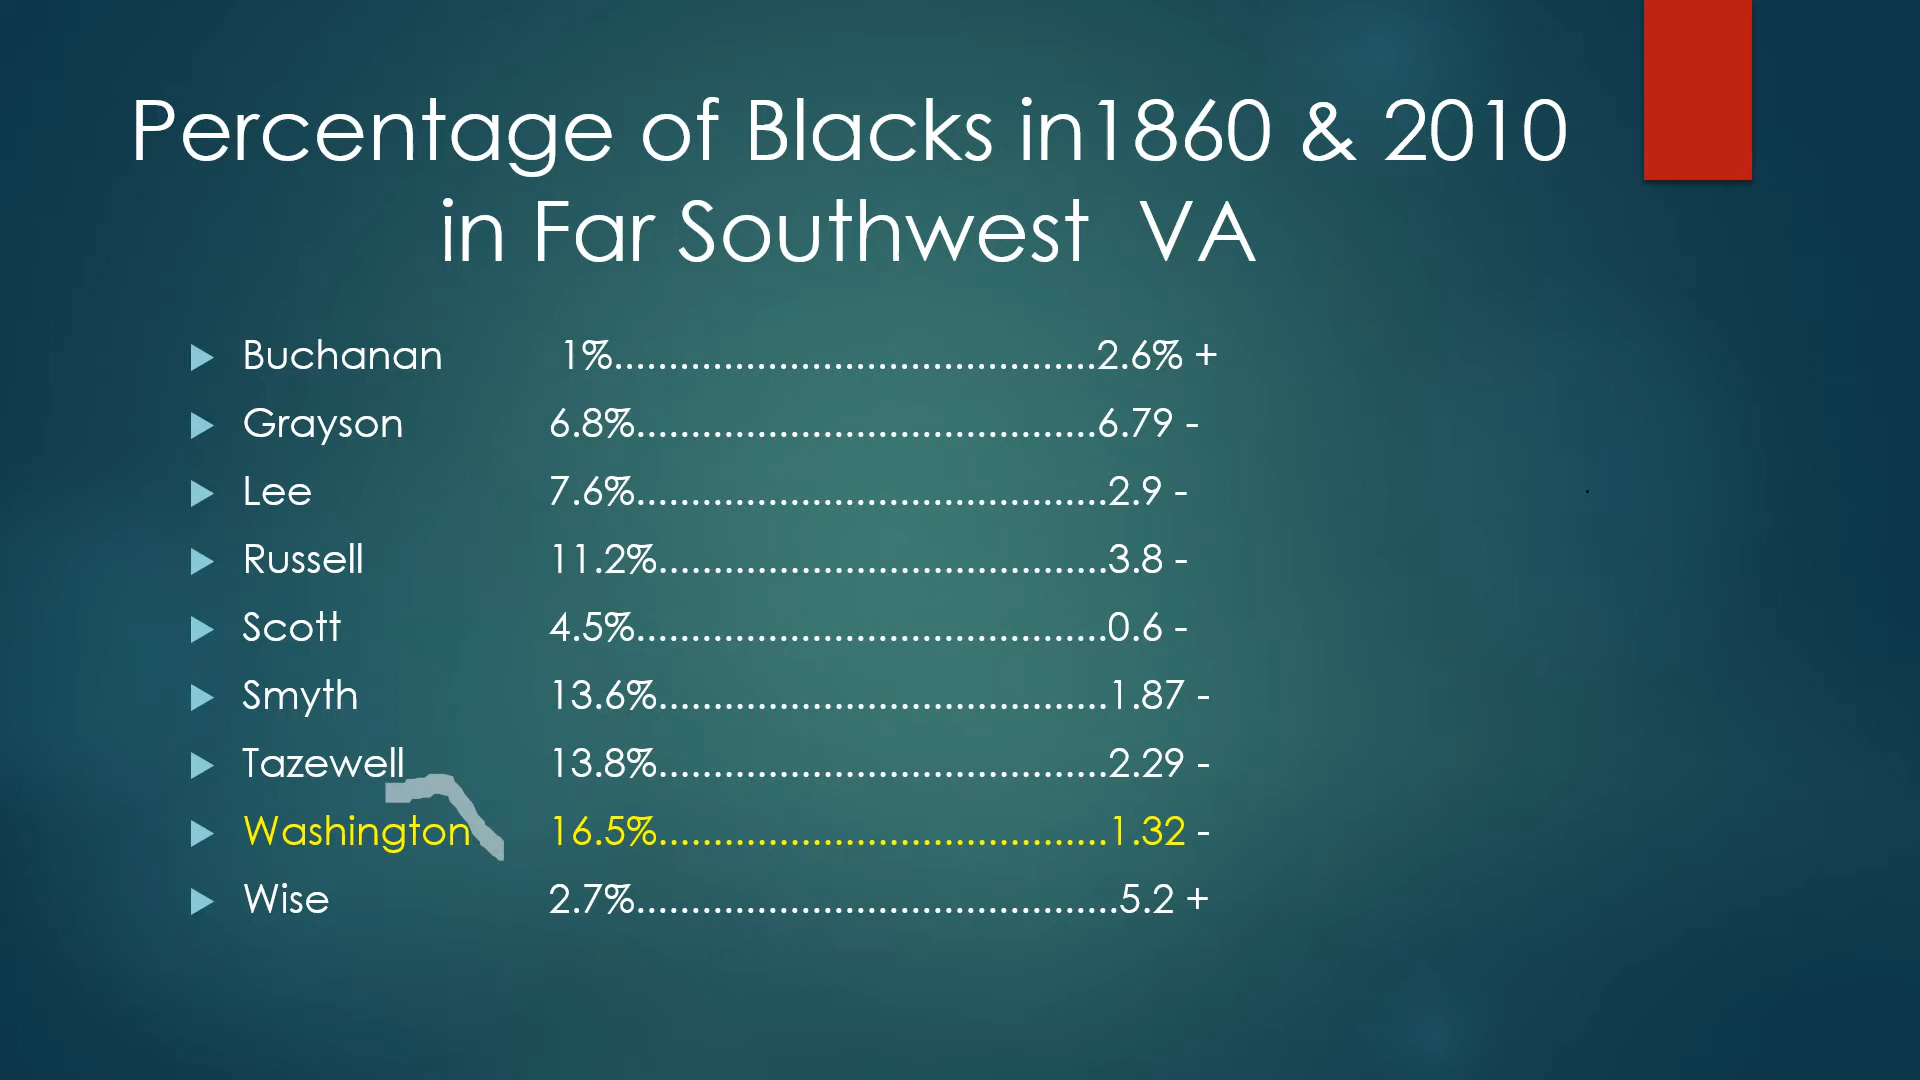 Percentage of Blacks in1860 & 2010
in Far Southwest VA
Buchanan 1%............................................2.6% +
Grayson 6.8%..........................................6.79 -
Lee 7.6%...........................................2.9 -
Russell 11.2%.........................................3.8 -
Scott 4.5%...........................................0.6 -
Smyth 13.6%.........................................1.87 -
Tazewell 13.8%.........................................2.29 -
Washington 16.5%.........................................1.32 -
Wise 2.7%............................................5.2 +